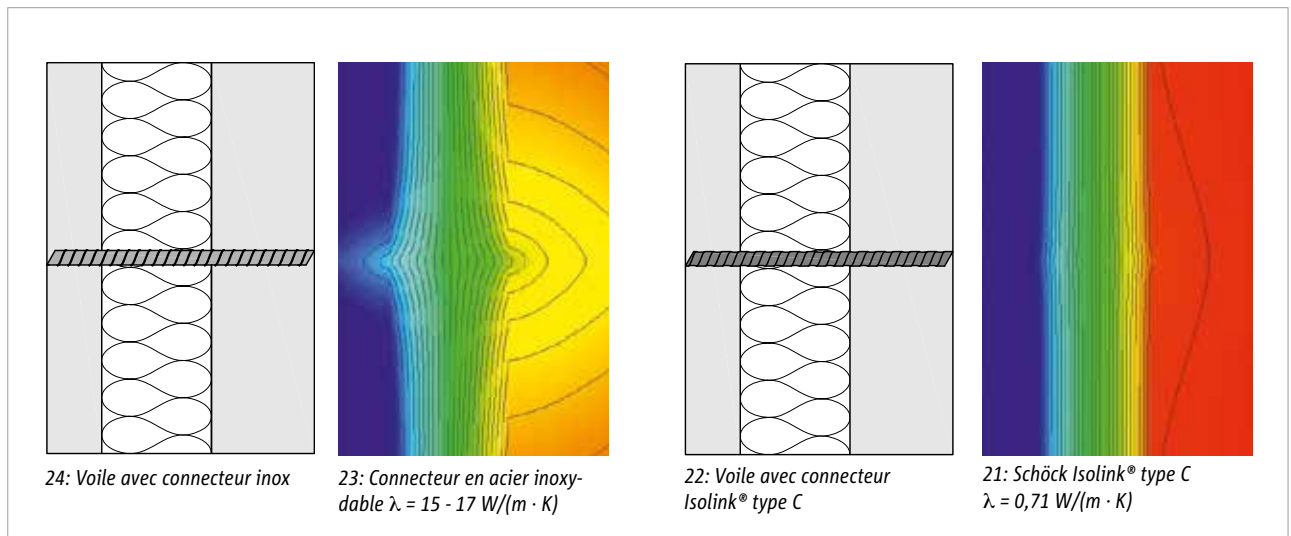 24: Voile avec connecteur inox
23: Connecteur en acier inoxy-
dable λ = 15 - 17 W/(m · K)
22: Voile avec connecteur
Isolink® type C
21: Schöck Isolink® type C
λ = 0,71 W/(m · K)